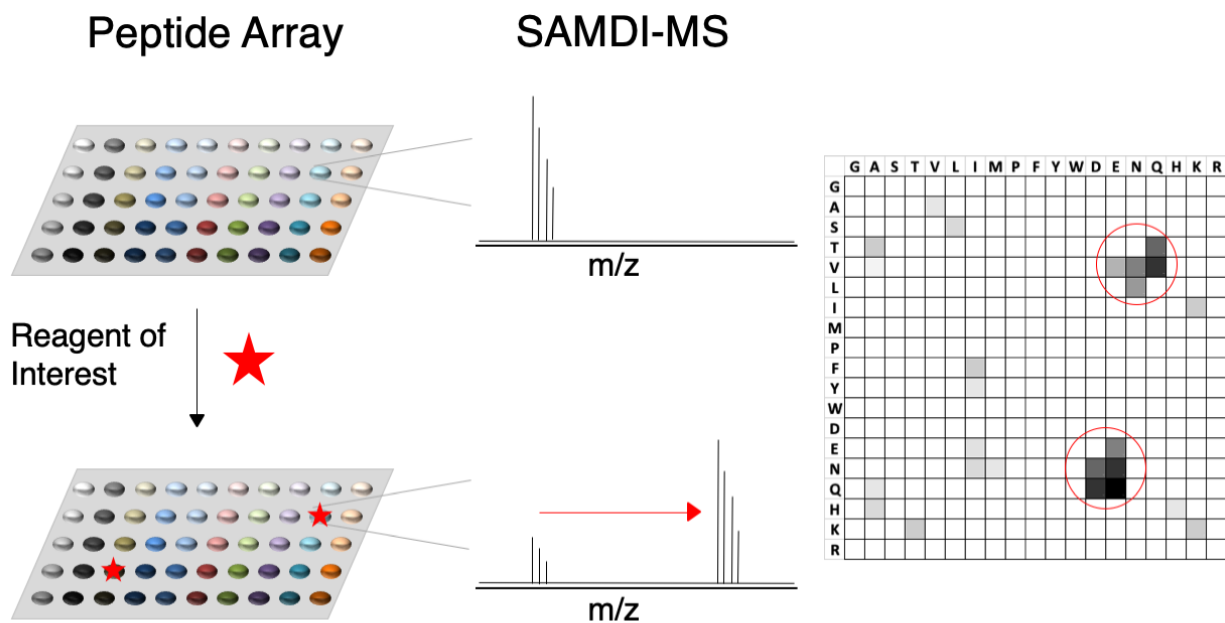 Peptide Array
SAMDI-MS
m/z
Reagent of
Interest
m/z
G A S T V L I M P F Y W D E N Q H K R
G
A
S
T
V
L
I
M
P
F
Y
W
D
E
N
Q
H
K
R